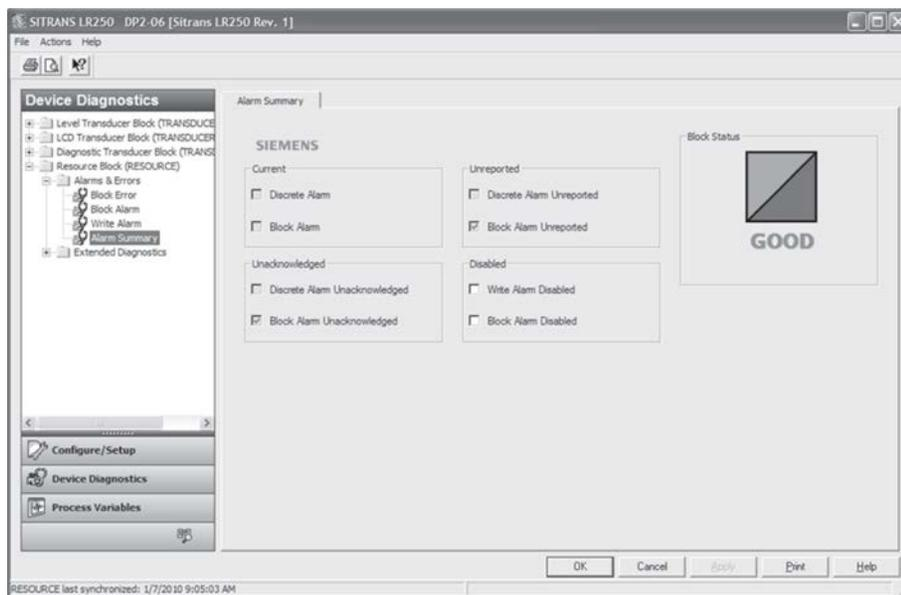 SITRANS LR250 DP2-06 [Sitrans LR250 Rev. 1]
File Actions Help
Device Diagnostics
Level Transducer Block (TRANSDUCE
LCD Transducer Block (TRANSDUCER
Diagnostic Transducer Block (TRANSD
Resource Block (RESOURCE)
Alarms & Errors
Block Error
Block Alarm
Write Alarm
Alarm Summary
Extended Diagnostics
Configure/Setup
Device Diagnostics
Process Variables
Alarm Summary
SIEMENS
Current
Discrete Alarm
Block Alarm
Unreported
Discrete Alarm Unreported
Block Alarm Unreported
Unacknowledged
Discrete Alarm Unacknowledged
Block Alarm Unacknowledged
Disabled
Write Alarm Disabled
Block Alarm Disabled
Block Status
GOOD
OK Cancel Apply Print Help
RESOURCE last synchronized: 1/7/2010 9:05:03 AM